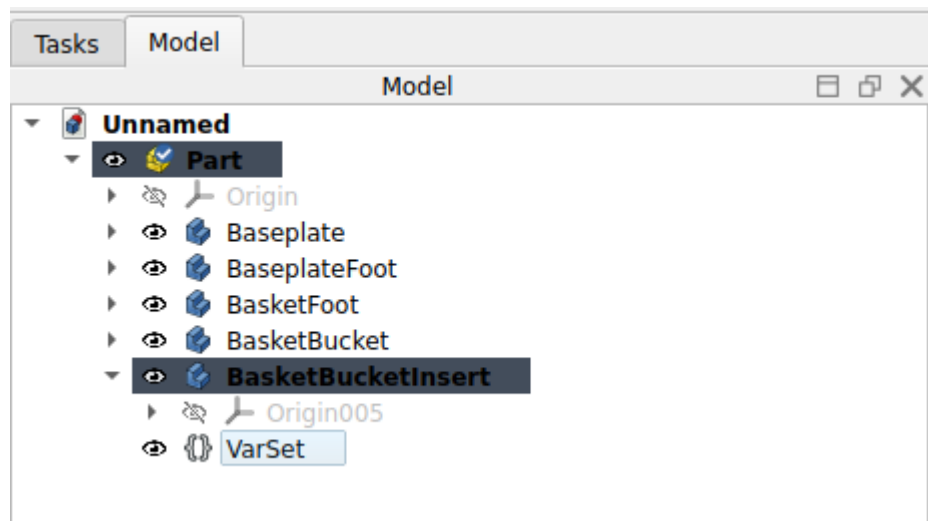 Tasks Model
Model
Unnamed
Part
Origin
Baseplate
BaseplateFoot
BasketFoot
BasketBucket
BasketBucketInsert
Origin005
VarSet